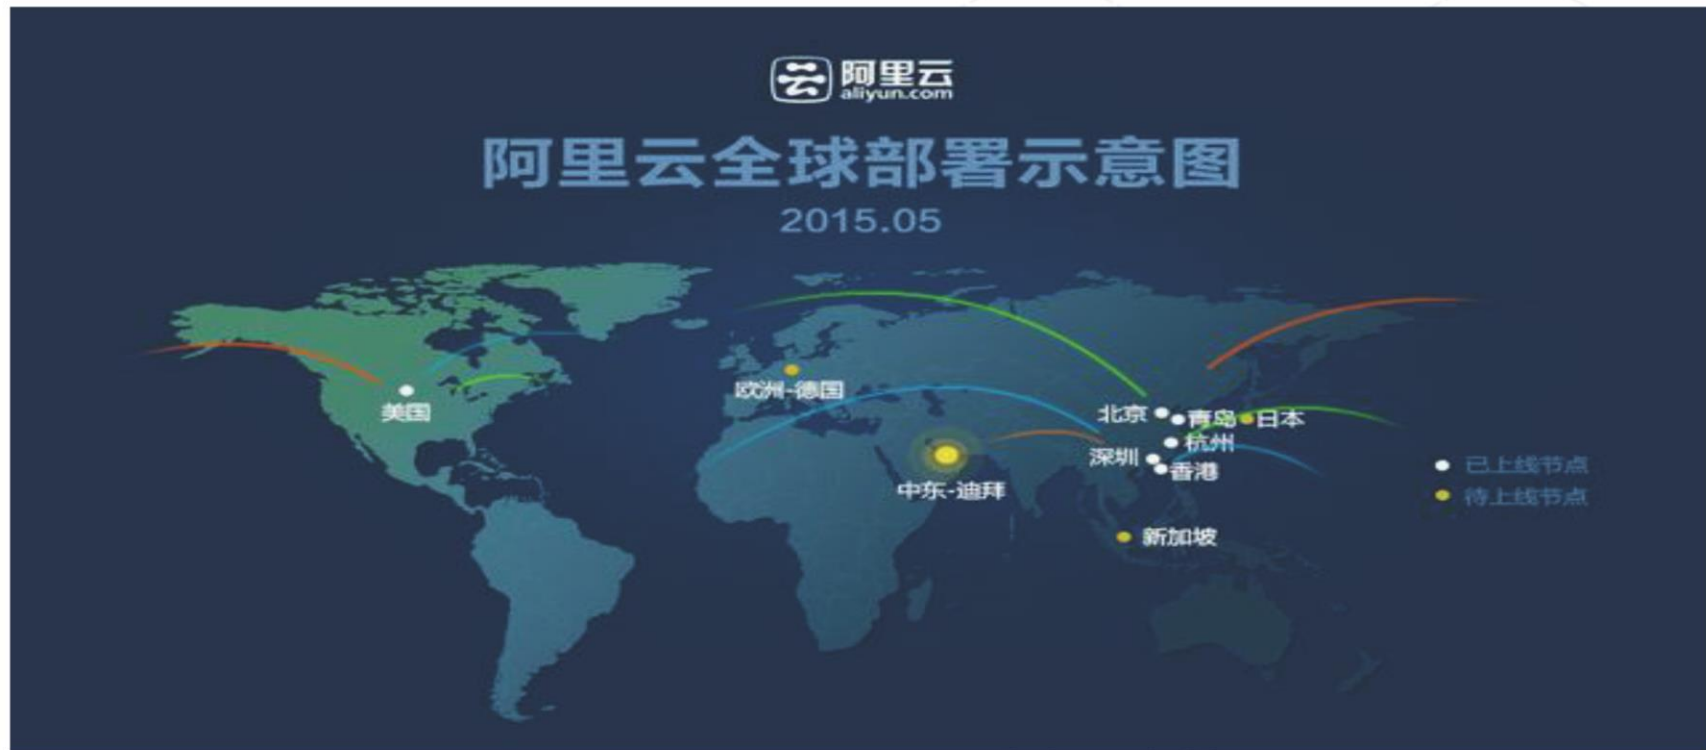 阿里云
aliyun.com
阿里云全球部署示意图
2015.05
美国
欧洲-德国
中东-迪拜
北京
青岛
日本
杭州
深圳
香港
新加坡
已上线节点
待上线节点